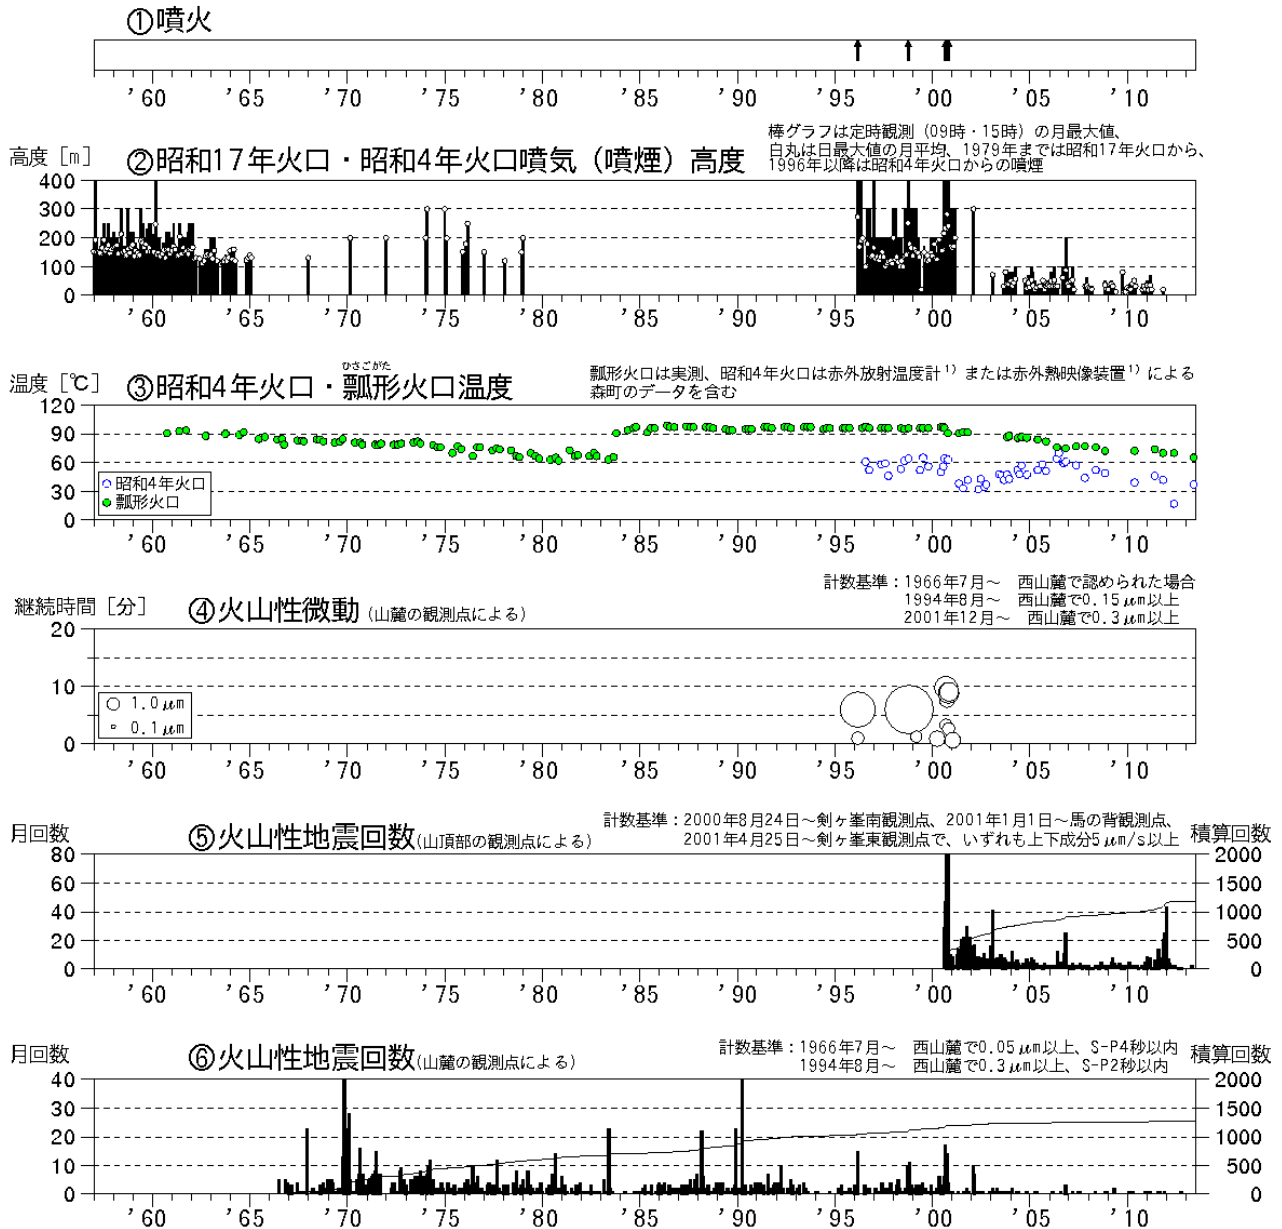 ①噴火
'60 '65 '70 '75 '80 '85 '90 '95 '00 '05 '10
棒グラフは定時観測（09時・15時）の月最大値、
高度［m］ ②昭和17年火口・昭和4年火口噴気（噴煙）高度 白丸は日最大値の月平均、1979年までは昭和17年火口から、
1996年以降は昭和4年火口からの噴煙
400
300
200
100
0
'60 '65 '70 '75 '80 '85 '90 '95 '00 '05 '10
ひさごがた
温度［℃］ ③昭和4年火口・瓢形火口温度 瓢形火口は実測、昭和4年火口は赤外放射温度計1）または赤外熱映像装置1）による
森町のデータを含む
120
90
60
30
0
昭和4年火口
瓢形火口
'60 '65 '70 '75 '80 '85 '90 '95 '00 '05 '10
計数基準：1966年7月～ 西山麓で認められた場合
継続時間［分］ ④火山性微動（山麓の観測点による） 1994年8月～ 西山麓で0.15μm以上
2001年12月～ 西山麓で0.3μm以上
20
10
0
1.0μm
0.1μm
'60 '65 '70 '75 '80 '85 '90 '95 '00 '05 '10
計数基準：2000年8月24日～剣ヶ峯南観測点、2001年1月1日～馬の背観測点、
月回数 ⑤火山性地震回数(山頂部の観測点による) 2001年4月25日～剣ヶ峯東観測点で、いずれも上下成分5μm/s以上 積算回数
80 2000
60 1500
40 1000
20 500
0 0
'60 '65 '70 '75 '80 '85 '90 '95 '00 '05 '10
計数基準：1966年7月～ 西山麓で0.05μm以上、S-P4秒以内
月回数 ⑥火山性地震回数(山麓の観測点による) 1994年8月～ 西山麓で0.3μm以上、S-P2秒以内 積算回数
40 2000
30 1500
20 1000
10 500
0 0
'60 '65 '70 '75 '80 '85 '90 '95 '00 '05 '10